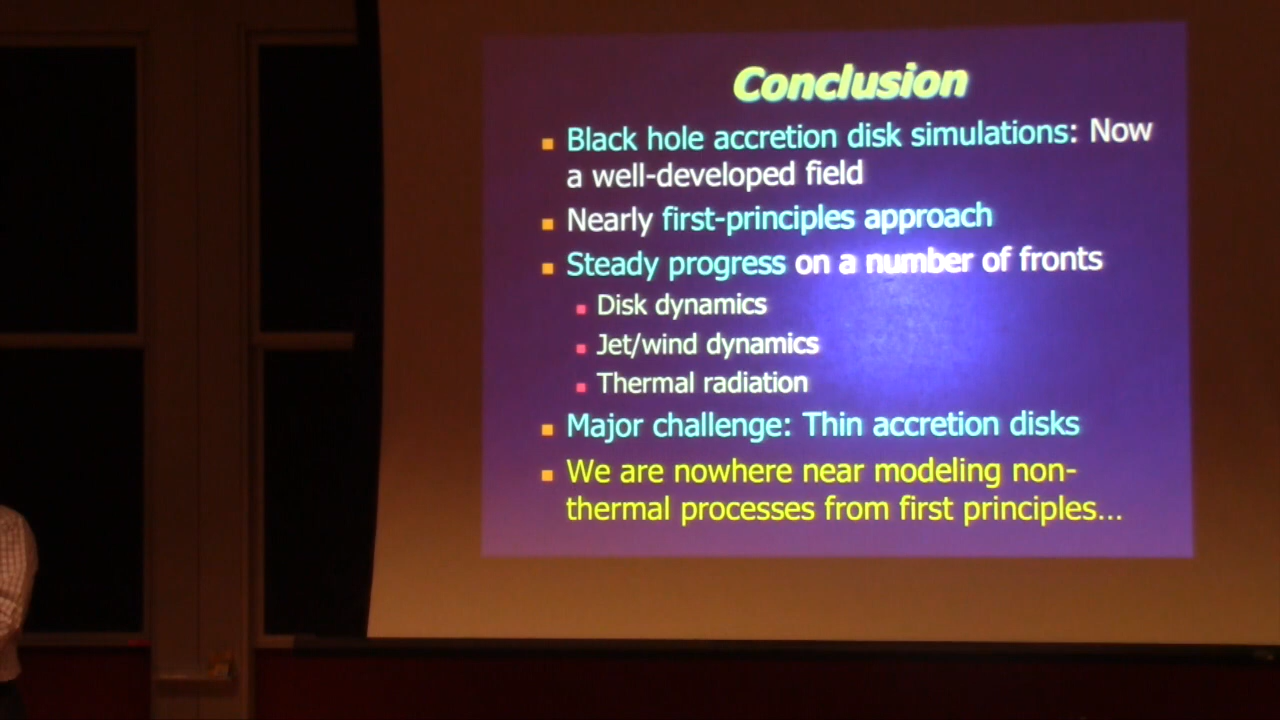 Conclusion
Black hole accretion disk simulations: Now
a well-developed field
Nearly first-principles approach
Steady progress on a number of fronts
Disk dynamics
Jet/wind dynamics
Thermal radiation
Major challenge: Thin accretion disks
We are nowhere near modeling non-
thermal processes from first principles...